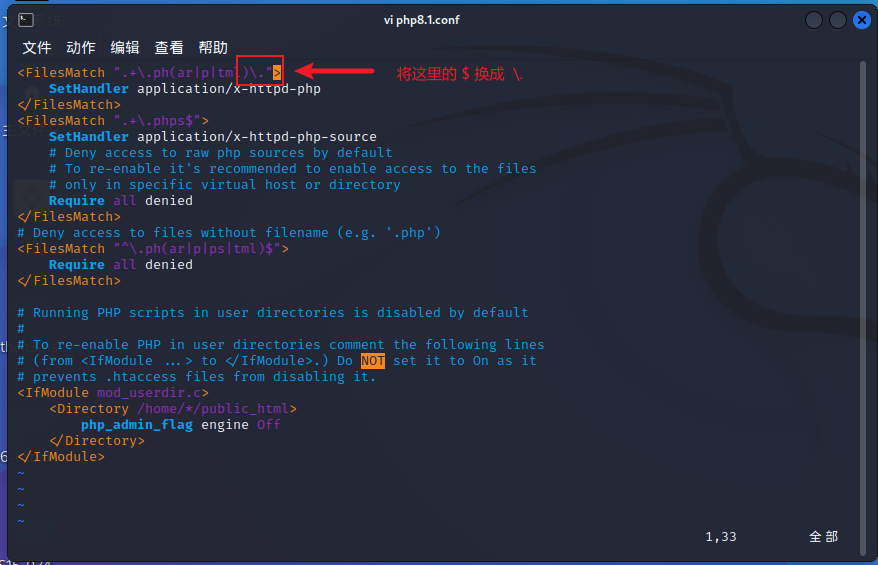 vi php8.1.conf
文件 动作 编辑 查看 帮助
<FilesMatch ".+\.ph(ar|p|tml)\.">
将这里的 $ 换成 \.
    SetHandler application/x-httpd-php
</FilesMatch>
<FilesMatch ".+\.phps$">
    SetHandler application/x-httpd-php-source
    # Deny access to raw php sources by default
    # To re-enable it's recommended to enable access to the files
    # only in specific virtual host or directory
    Require all denied
</FilesMatch>
# Deny access to files without filename (e.g. '.php')
<FilesMatch "^\.ph(ar|p|ps|tml)$">
    Require all denied
</FilesMatch>
# Running PHP scripts in user directories is disabled by default
#
# To re-enable PHP in user directories comment the following lines
# (from <IfModule ...> to </IfModule>.) Do NOT set it to On as it
# prevents .htaccess files from disabling it.
<IfModule mod_userdir.c>
    <Directory /home/*/public_html>
        php_admin_flag engine Off
    </Directory>
</IfModule>
~
~
~
~
1,33 全部